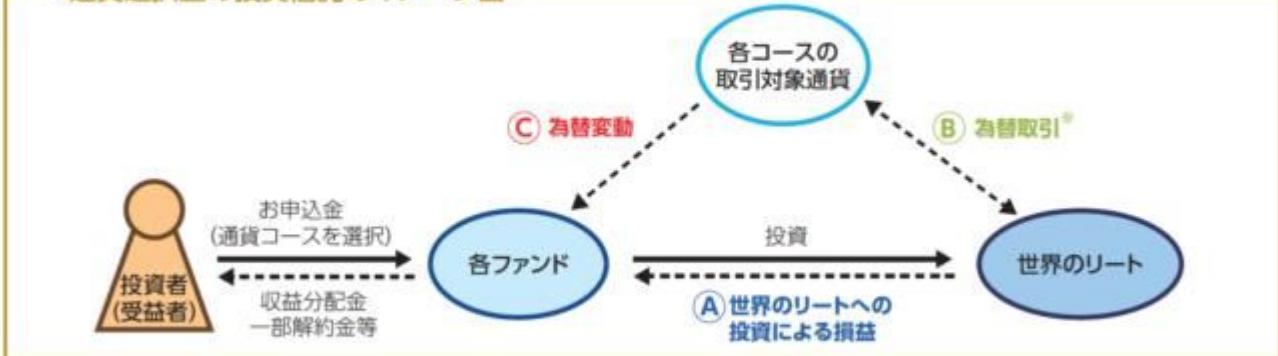 各コースの
取引対象通貨
Ⓒ 為替変動
Ⓑ 為替取引※
お申込金
(通貨コースを選択)
投資者
(受益者)
収益分配金
一部解約金等
各ファンド
投資
Ⓐ 世界のリートへの
投資による損益
世界のリート